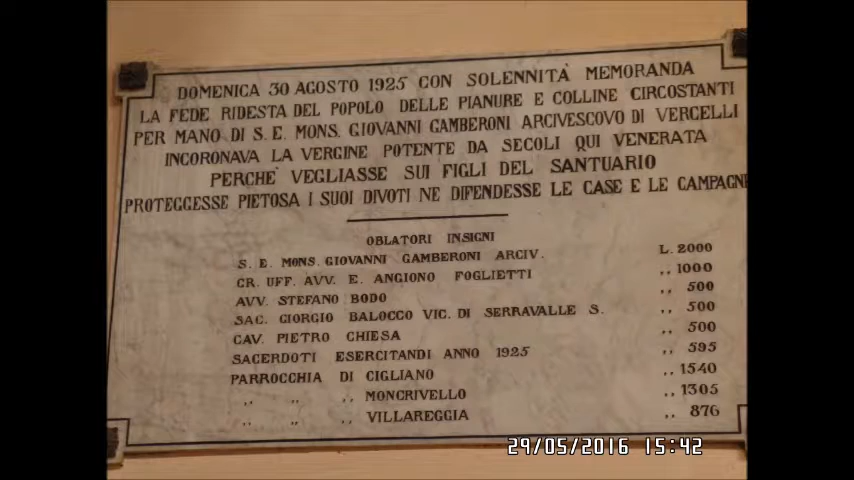 DOMENICA 30 AGOSTO 1925 CON SOLENNITÀ MEMORANDA
LA FEDE RIDESTA DEL POPOLO DELLE PIANURE E COLLINE CIRCOSTANTI
PER MANO DI S. E. MONS. GIOVANNI GAMBERONI ARCIVESCOVO DI VERCELLI
INCORONAVA LA VERGINE POTENTE DA SECOLI QUI VENERATA
PERCHE' VEGLIASSE SUI FIGLI DEL SANTUARIO
PROTEGGESSE PIETOSA I SUOI DIVOTI NE DIFENDESSE LE CASE E LE CAMPAGNE
OBLATORI INSIGNI
S. E. MONS. GIOVANNI GAMBERONI ARCIV. L. 2000
CR. UFF. AVV. E. ANGIONO FOGLIETTI ,, 1000
AVV. STEFANO BODO ,, 500
SAC. GIORGIO BALOCCO VIC. DI SERRAVALLE S. ,, 500
CAV. PIETRO CHIESA ,, 500
SACERDOTI ESERCITANDI ANNO 1925 ,, 595
PARROCCHIA DI CIGLIANO ,, 1540
,, ,, ,, MONCRIVELLO ,, 1305
,, ,, ,, VILLAREGGIA ,, 876
29/05/2016 15:42